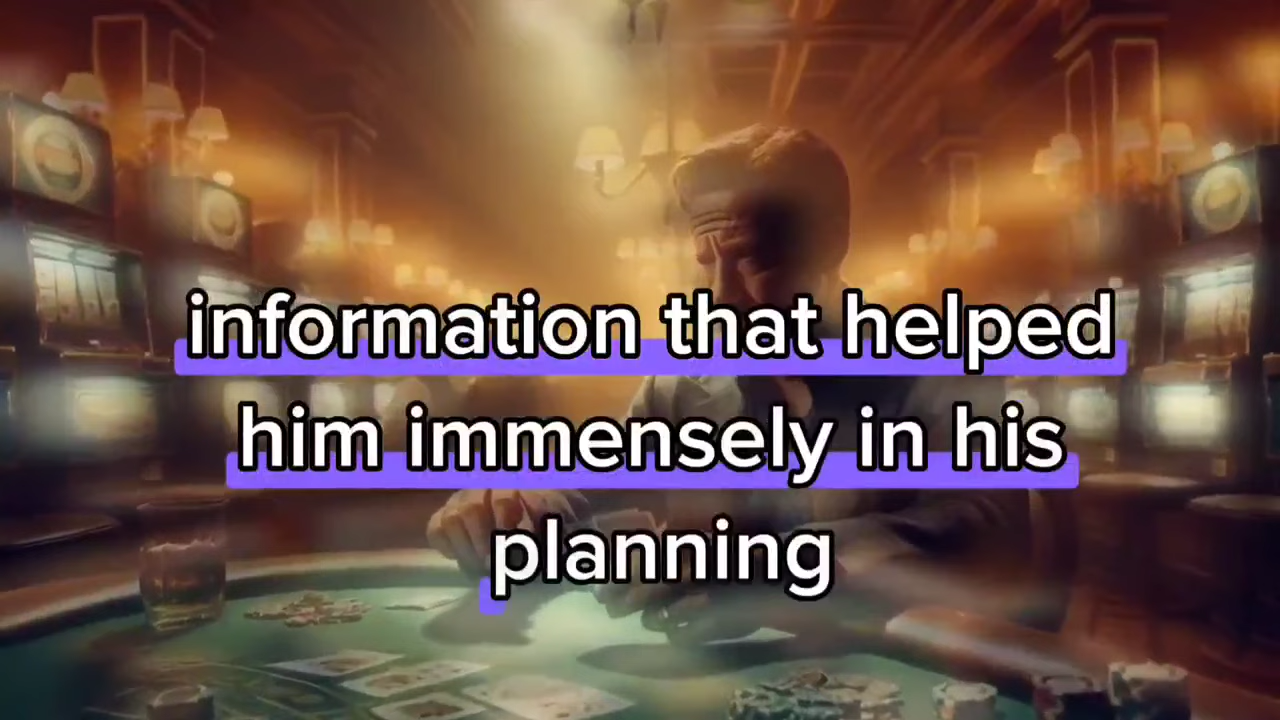 information that helped
him immensely in his
planning